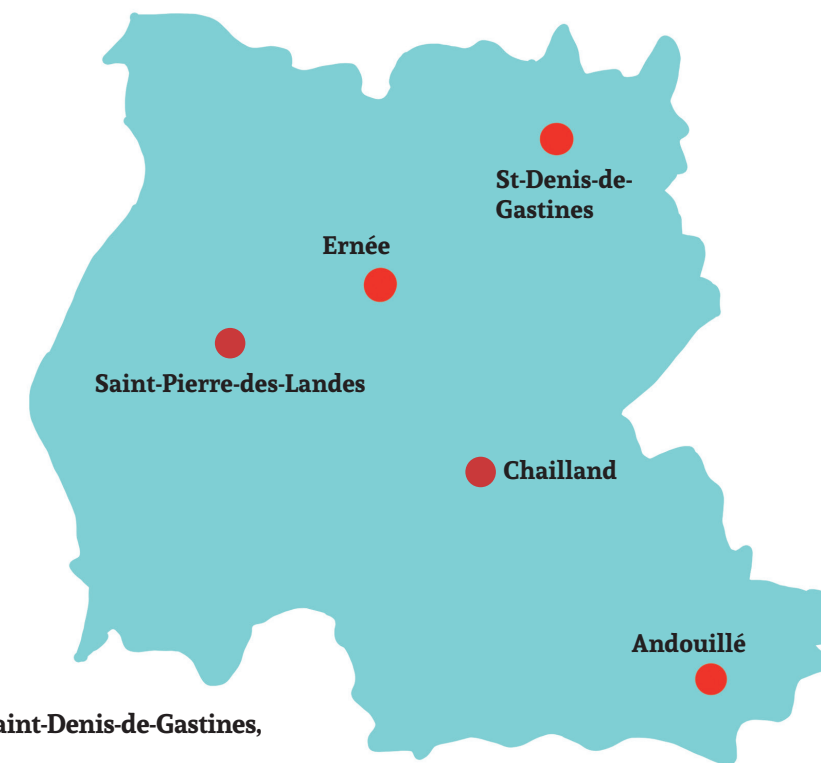 St-Denis-de-
Gastines
Ernée
Saint-Pierre-des-Landes
Chailland
Andouillé
aint-Denis-de-Gastines,